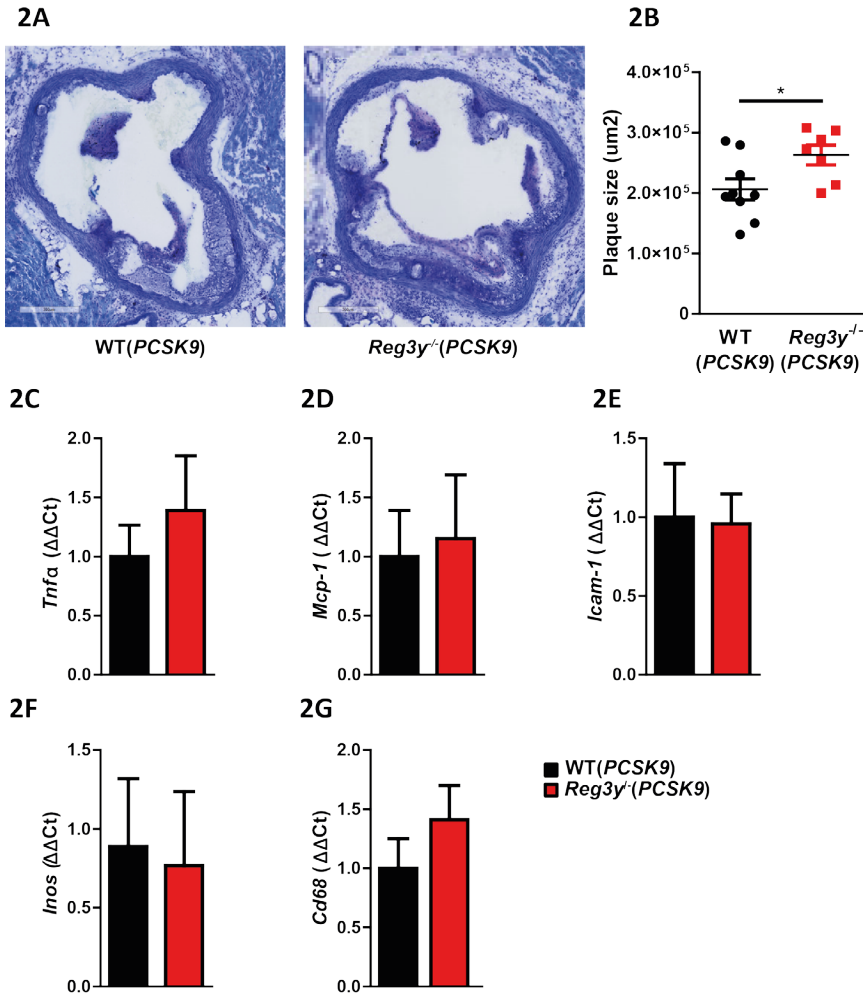 2A
WT(PCSK9)
Reg3y-/-(PCSK9)
2B
Plaque size (um2)
4.0×10⁵
3.0×10⁵
2.0×10⁵
1.0×10⁵
0
*
WT
(PCSK9)
Reg3y-/-
(PCSK9)
2C
Tnfα (ΔΔCt)
2.0
1.5
1.0
0.5
0.0
2D
Mcp-1 (ΔΔCt)
2.0
1.5
1.0
0.5
0.0
2E
Icam-1 (ΔΔCt)
1.5
1.0
0.5
0.0
2F
Inos (ΔΔCt)
1.5
1.0
0.5
0.0
2G
Cd68 (ΔΔCt)
2.0
1.5
1.0
0.5
0.0
WT(PCSK9)
Reg3y-/-(PCSK9)